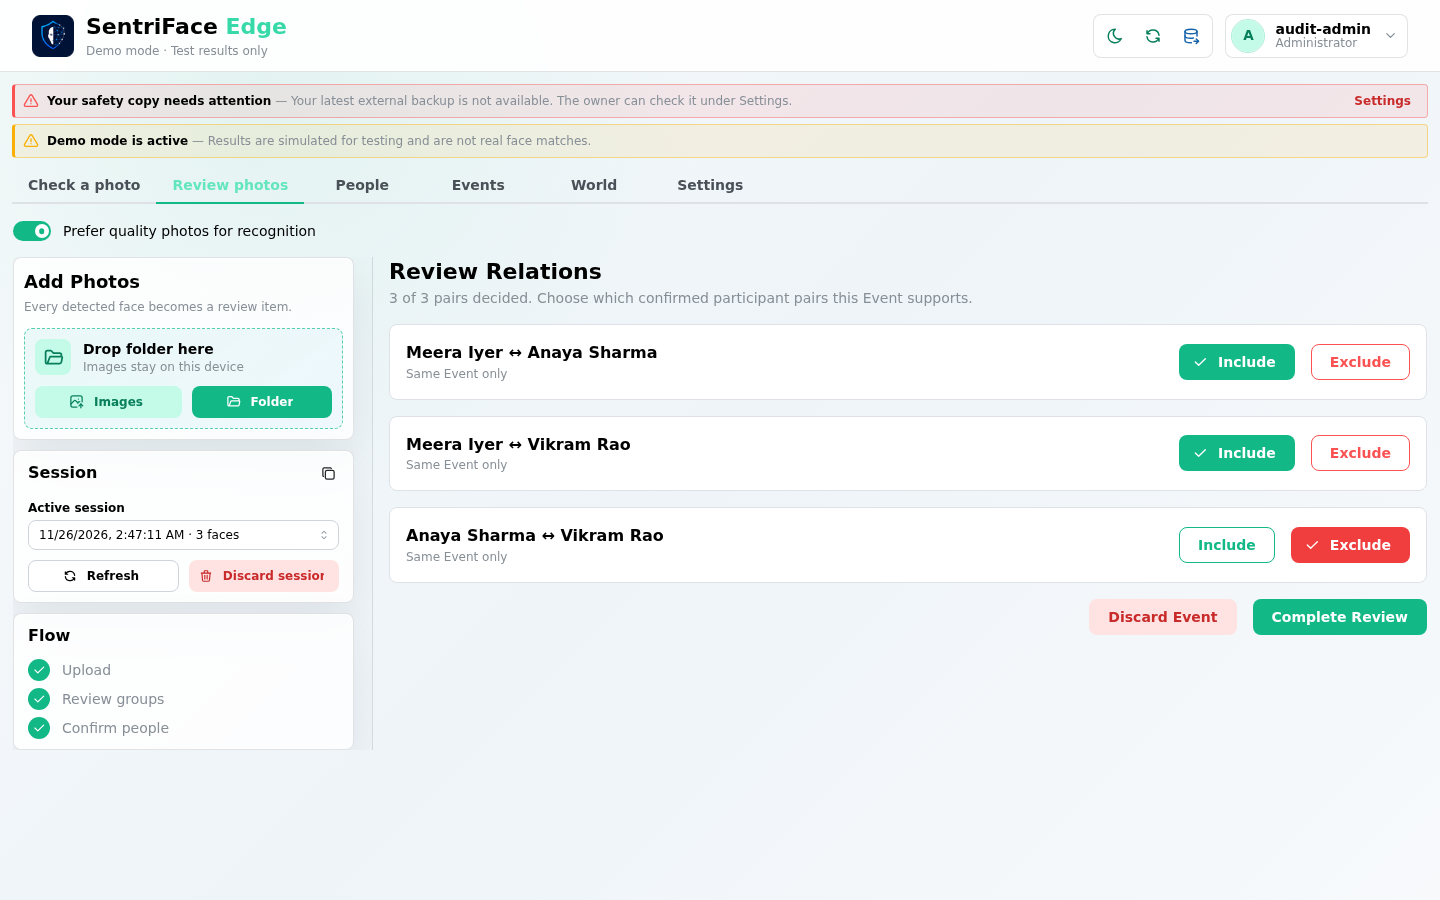 SentriFace Edge
Demo mode · Test results only
A
audit-admin
Administrator
Your safety copy needs attention — Your latest external backup is not available. The owner can check it under Settings.
Settings
Demo mode is active — Results are simulated for testing and are not real face matches.
Check a photo
Review photos
People
Events
World
Settings
Prefer quality photos for recognition
Add Photos
Every detected face becomes a review item.
Drop folder here
Images stay on this device
Images
Folder
Session
Active session
11/26/2026, 2:47:11 AM · 3 faces
Refresh
Discard session
Flow
Upload
Review groups
Confirm people
Review Relations
3 of 3 pairs decided. Choose which confirmed participant pairs this Event supports.
Meera Iyer ↔ Anaya Sharma
Same Event only
Include
Exclude
Meera Iyer ↔ Vikram Rao
Same Event only
Include
Exclude
Anaya Sharma ↔ Vikram Rao
Same Event only
Include
Exclude
Discard Event
Complete Review